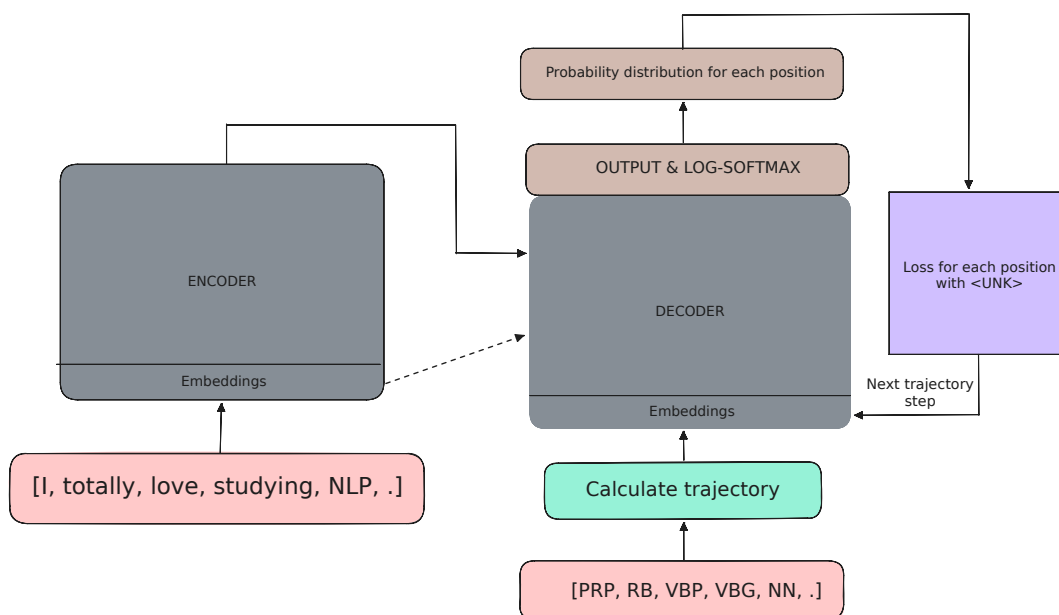 Probability distribution for each position
OUTPUT & LOG-SOFTMAX
ENCODER
Embeddings
[I, totally, love, studying, NLP, .]
DECODER
Embeddings
Loss for each position
with <UNK>
Next trajectory
step
Calculate trajectory
[PRP, RB, VBP, VBG, NN, .]